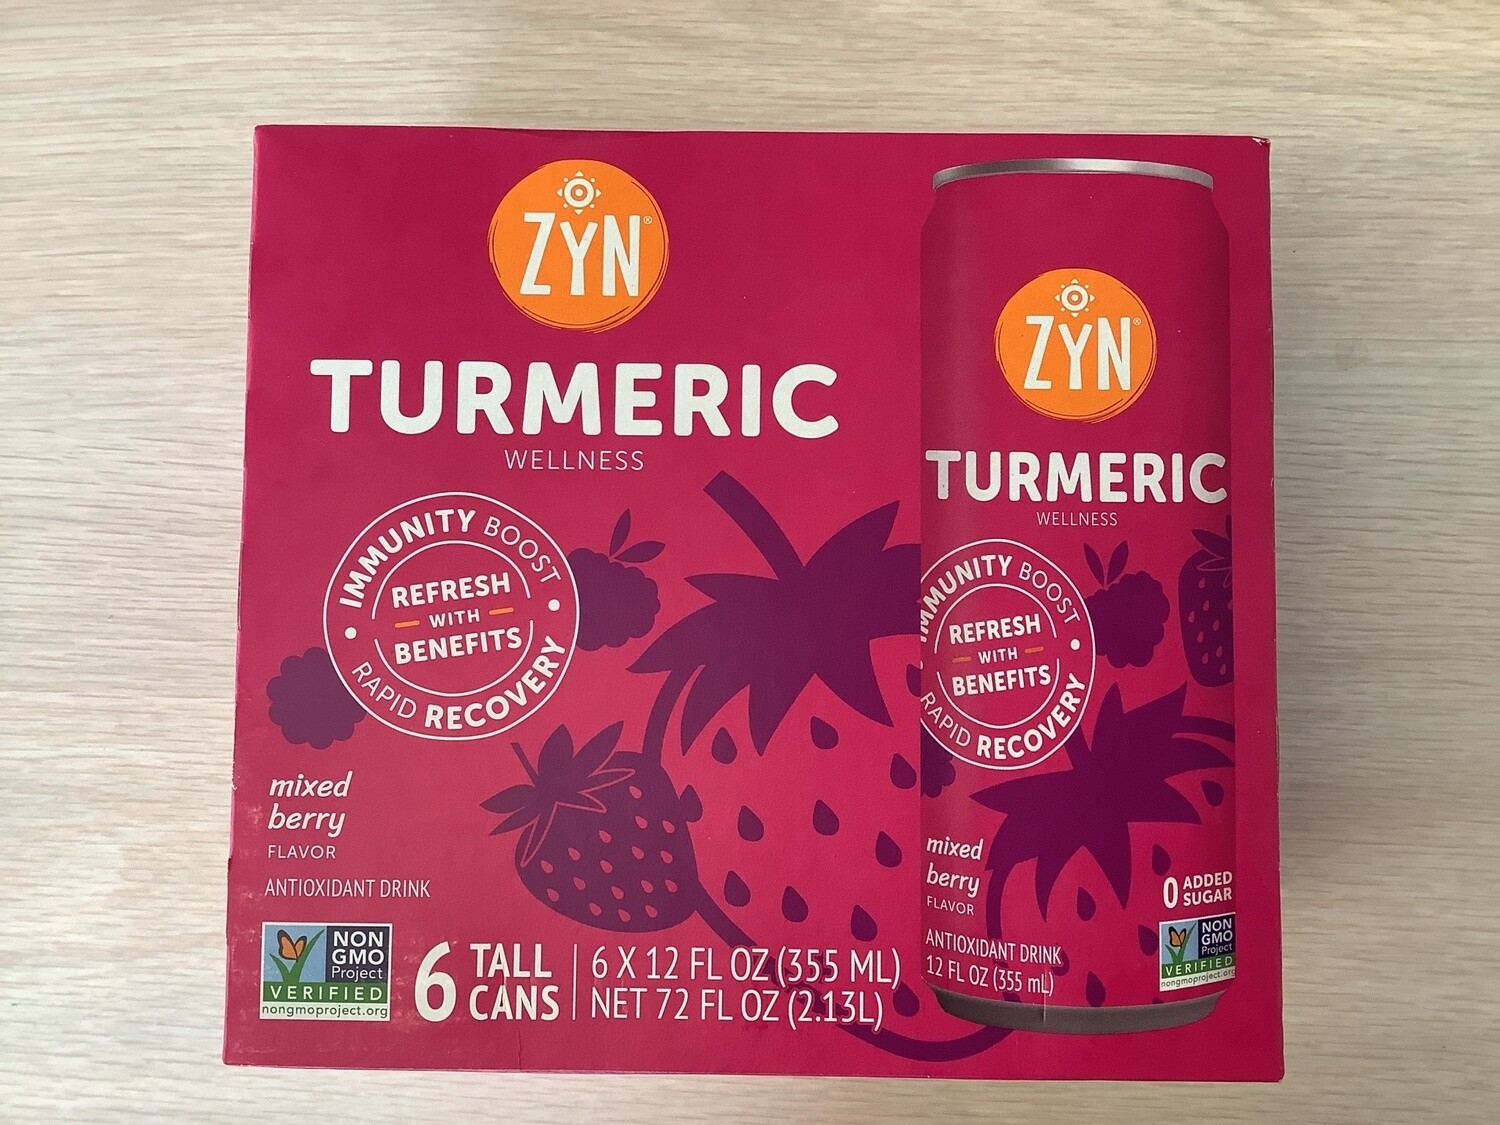 ZYN®
TURMERIC
WELLNESS
IMMUNITY BOOST
REFRESH
WITH
BENEFITS
RAPID RECOVERY
mixed
berry
FLAVOR
ANTIOXIDANT DRINK
NON
GMO
Project
VERIFIED
nongmoproject.org
6 TALL
CANS
6 X 12 FL OZ (355 ML)
NET 72 FL OZ (2.13L)
ZYN®
TURMERIC
WELLNESS
IMMUNITY BOOST
REFRESH
WITH
BENEFITS
RAPID RECOVERY
mixed
berry
FLAVOR
0 ADDED
SUGAR
ANTIOXIDANT DRINK
12 FL OZ (355 mL)
NON
GMO
Project
VERIFIED
nongmoproject.org